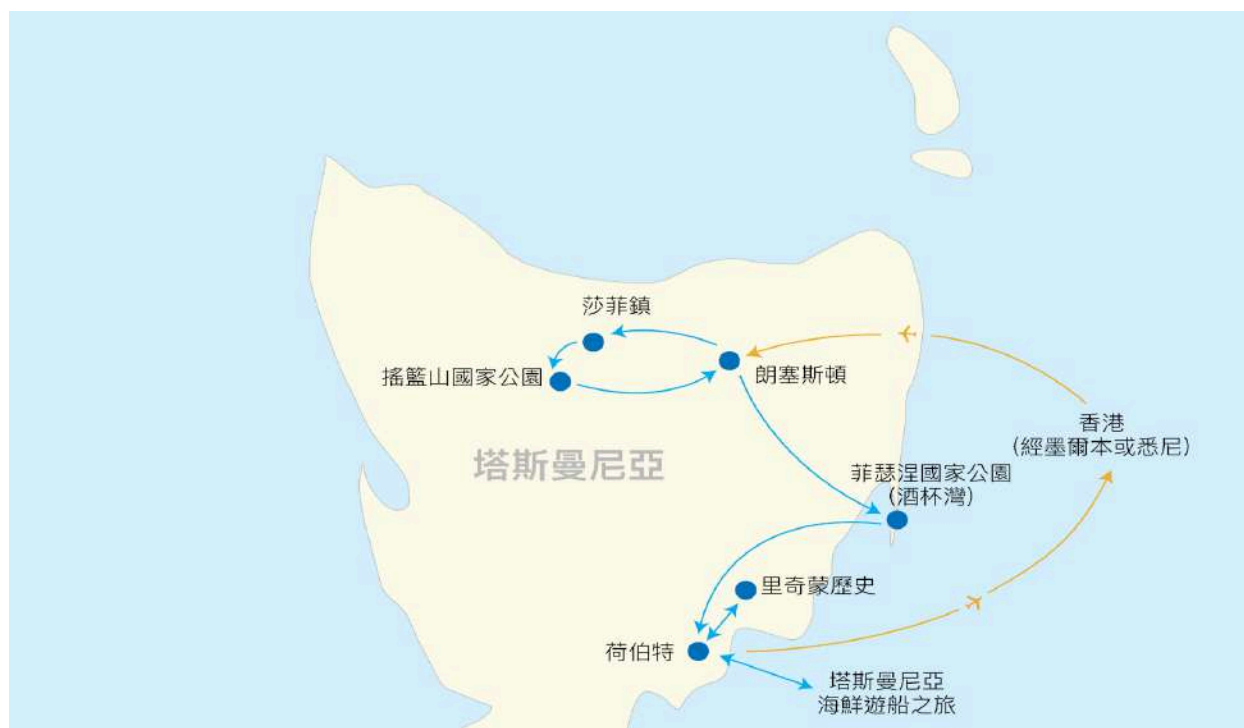 莎菲鎮
搖籃山國家公園
朗塞斯頓
香港
(經墨爾本或悉尼)
塔斯曼尼亞
菲瑟涅國家公園
(酒杯灣)
里奇蒙歷史
荷伯特
塔斯曼尼亞
海鮮遊船之旅